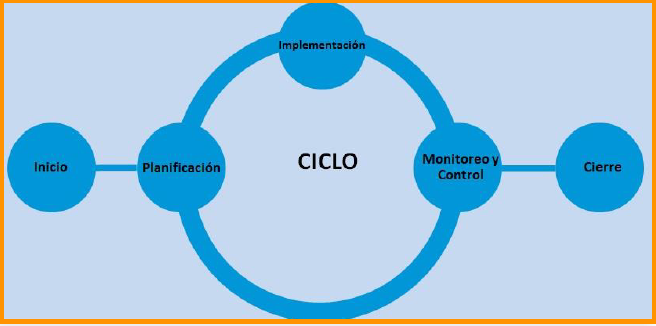 Implementación
CICLO
Inicio
Planificación
Monitoreo y
Control
Cierre